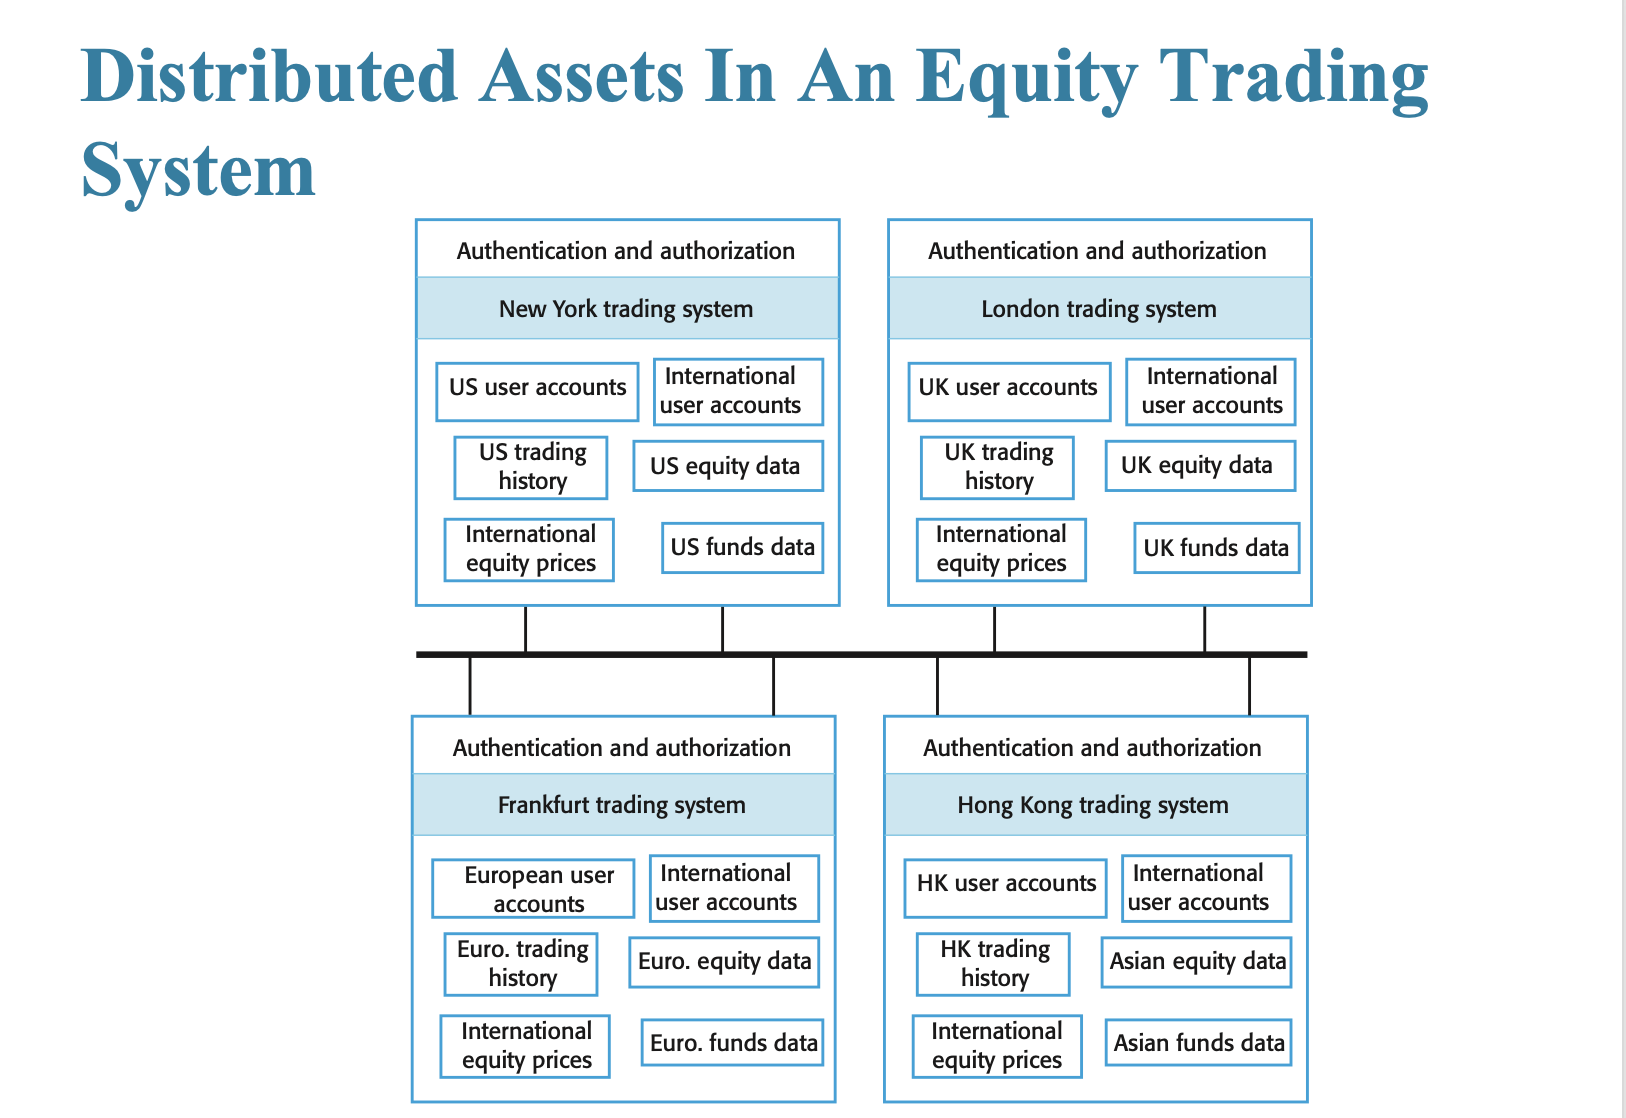 Distributed Assets In An Equity Trading
System
Authentication and authorization
New York trading system
US user accounts
International
user accounts
US trading
history
US equity data
International
equity prices
US funds data
Authentication and authorization
London trading system
UK user accounts
International
user accounts
UK trading
history
UK equity data
International
equity prices
UK funds data
Authentication and authorization
Frankfurt trading system
European user
accounts
International
user accounts
Euro. trading
history
Euro. equity data
International
equity prices
Euro. funds data
Authentication and authorization
Hong Kong trading system
HK user accounts
International
user accounts
HK trading
history
Asian equity data
International
equity prices
Asian funds data